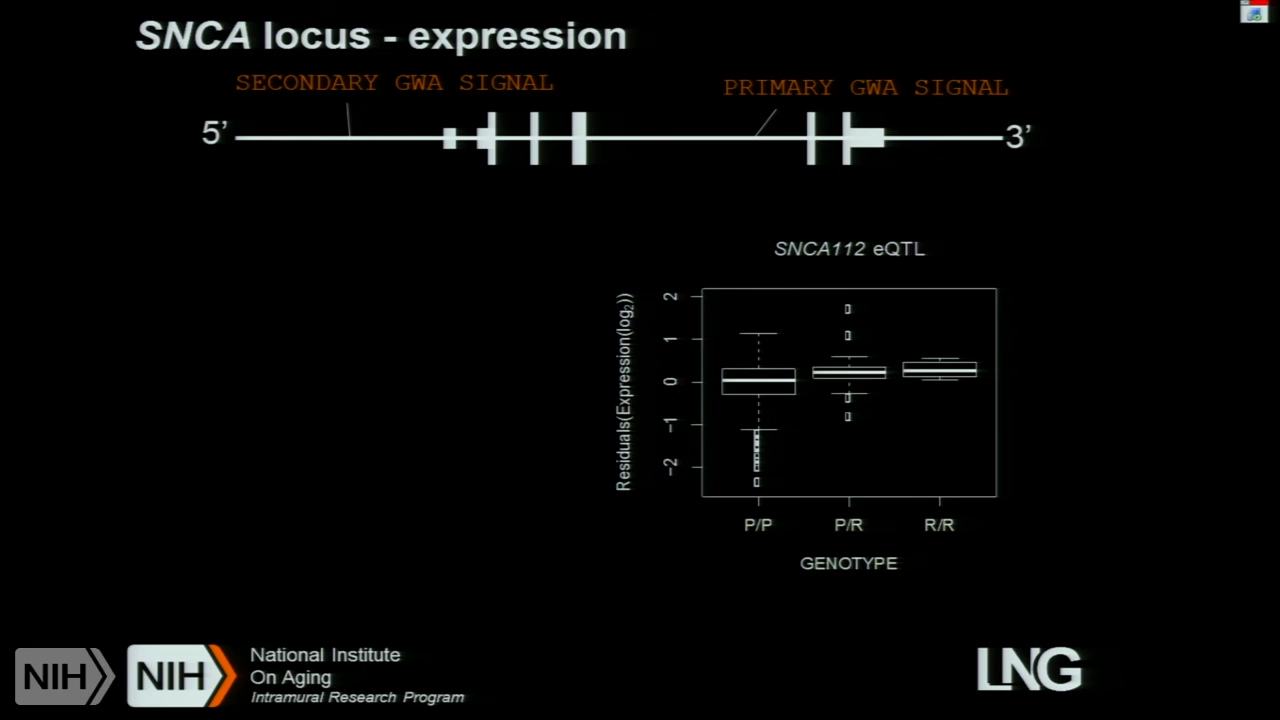 SNCA locus - expression
SECONDARY GWA SIGNAL
PRIMARY GWA SIGNAL
5’
3’
SNCA112 eQTL
Residuals(Expression(log₂))
2
1
0
−1
−2
P/P
P/R
R/R
GENOTYPE
NIH
NIH
National Institute
On Aging
Intramural Research Program
LNG